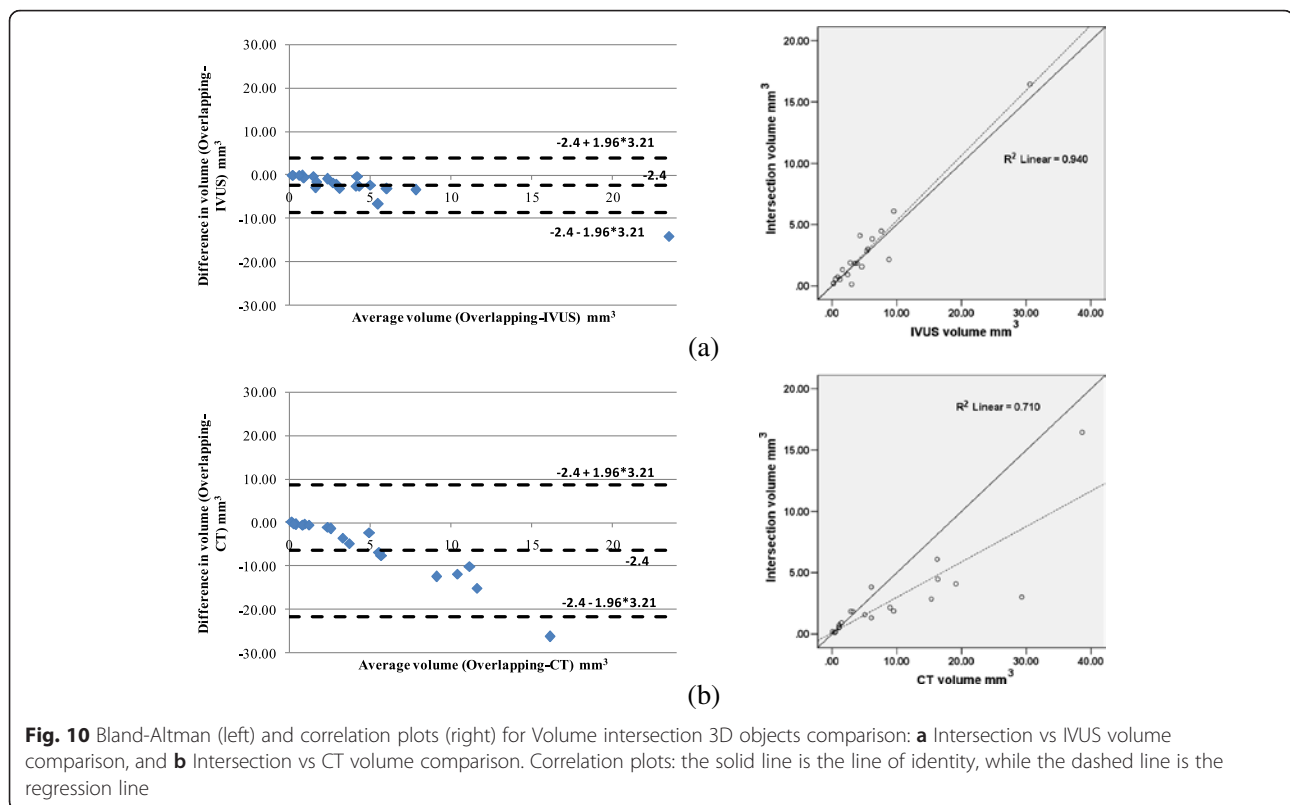 30.00
20.00
10.00
0.00
-10.00
-20.00
-30.00
0 5 10 15 20
-2.4 + 1.96*3.21
-2.4
-2.4 - 1.96*3.21
Difference in volume (Overlapping-
IVUS) mm³
Average volume (Overlapping-IVUS) mm³
20.00
15.00
10.00
5.00
.00
.00 10.00 20.00 30.00 40.00
R² Linear = 0.940
Intersection volume mm³
IVUS volume mm³
(a)
30.00
20.00
10.00
0.00
-10.00
-20.00
-30.00
0 5 10 15 20
-2.4 + 1.96*3.21
-2.4
-2.4 - 1.96*3.21
Difference in volume (Overlapping-
CT) mm³
Average volume (Overlapping-CT) mm³
20.00
15.00
10.00
5.00
.00
.00 10.00 20.00 30.00 40.00
R² Linear = 0.710
Intersection volume mm³
CT volume mm³
(b)
Fig. 10 Bland-Altman (left) and correlation plots (right) for Volume intersection 3D objects comparison: a Intersection vs IVUS volume
comparison, and b Intersection vs CT volume comparison. Correlation plots: the solid line is the line of identity, while the dashed line is the
regression line